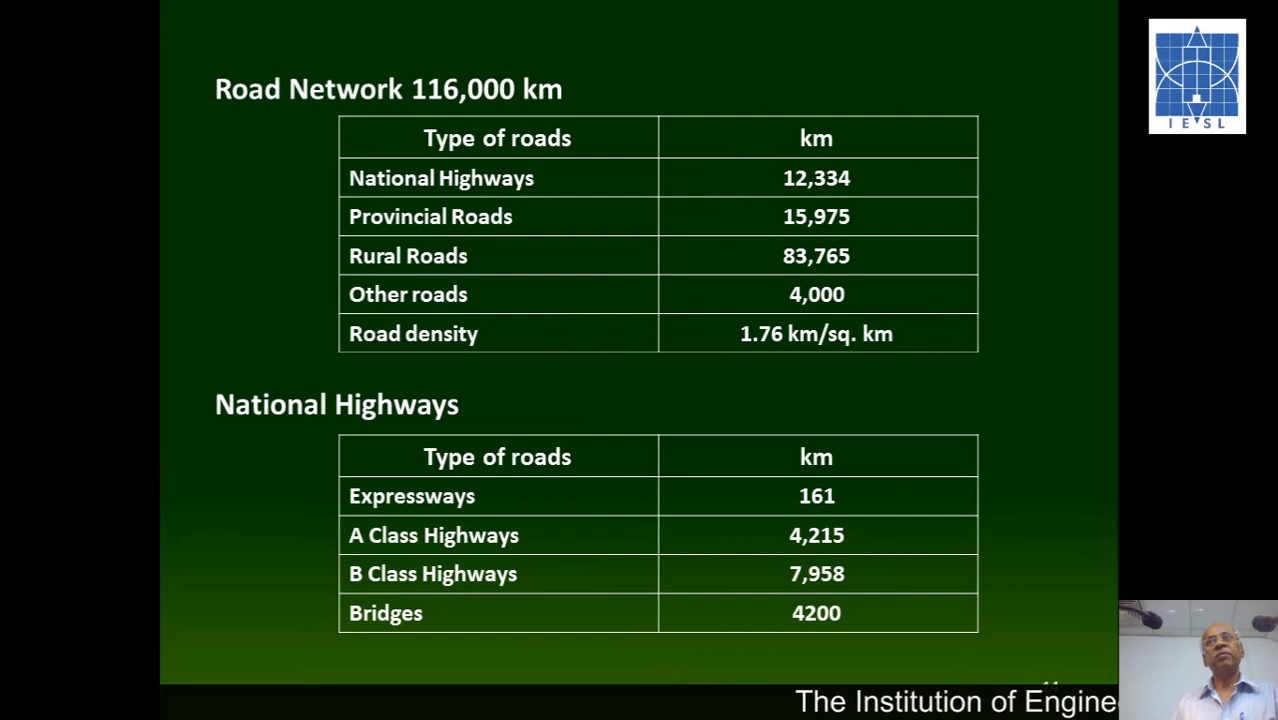 Road Network 116,000 km
Type of roads km
National Highways 12,334
Provincial Roads 15,975
Rural Roads 83,765
Other roads 4,000
Road density 1.76 km/sq. km
National Highways
Type of roads km
Expressways 161
A Class Highways 4,215
B Class Highways 7,958
Bridges 4200
14
The Institution of Engine
I E S L